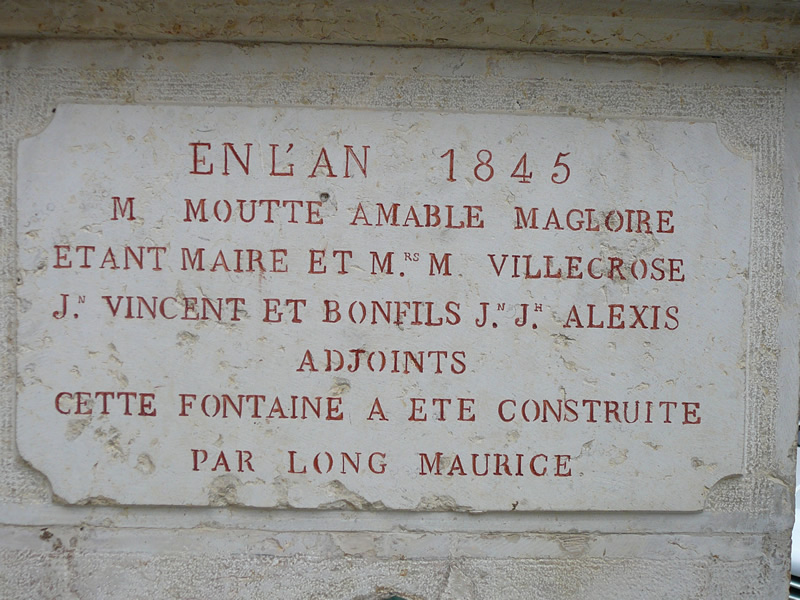 EN L'AN 1845
M MOUTTE AMABLE MAGLOIRE
ETANT MAIRE ET M.RS M VILLECROSE
J.N VINCENT ET BONFILS J.N J.H ALEXIS
ADJOINTS
CETTE FONTAINE A ETE CONSTRUITE
PAR LONG MAURICE